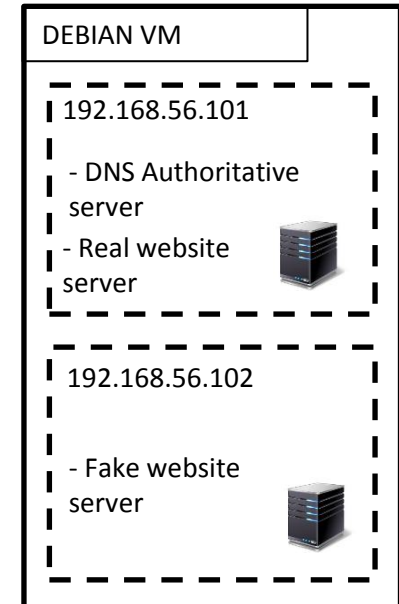 DEBIAN VM
192.168.56.101
- DNS Authoritative
server
- Real website
server
192.168.56.102
- Fake website
server